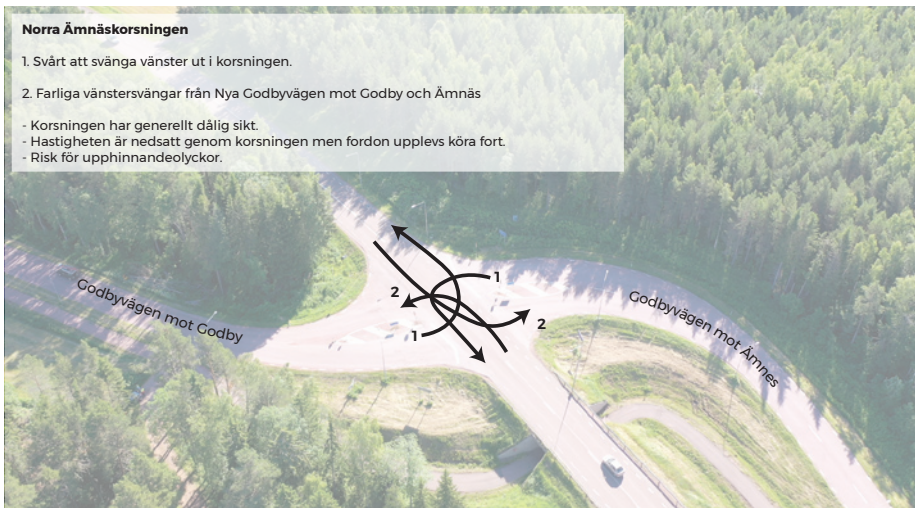 Norra Ämnäskorsningen
1. Svårt att svänga vänster ut i korsningen.
2. Farliga vänstersvängar från Nya Godbyvägen mot Godby och Ämnäs
- Korsningen har generellt dålig sikt.
- Hastigheten är nedsatt genom korsningen men fordon upplevs köra fort.
- Risk för upphinnandeolyckor.
1
2
Godbyvägen mot Godby
Godbyvägen mot Ämnes
2
1